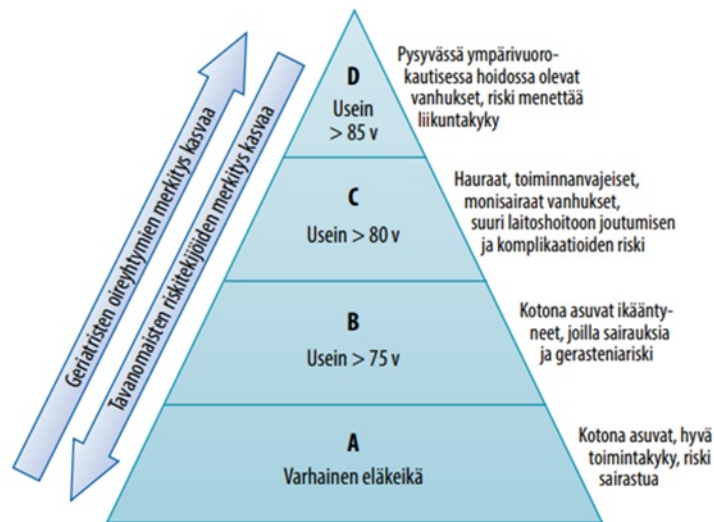 Geriatristen oireyhtymien merkitys kasvaa
Tavanomaisten riskitekijöiden merkitys kasvaa
D
Usein
> 85 v
Pysyvässä ympärivuoro-
kautisessa hoidossa olevat
vanhukset, riski menettää
liikuntakyky
C
Usein > 80 v
Hauraat, toiminnanvajeiset,
monisairaat vanhukset,
suuri laitoshoitoon joutumisen
ja komplikaatioiden riski
B
Usein > 75 v
Kotona asuvat ikäänty-
neet, joilla sairauksia
ja gerasteniariski
A
Varhainen eläkeikä
Kotona asuvat, hyvä
toimintakyky, riski
sairastua